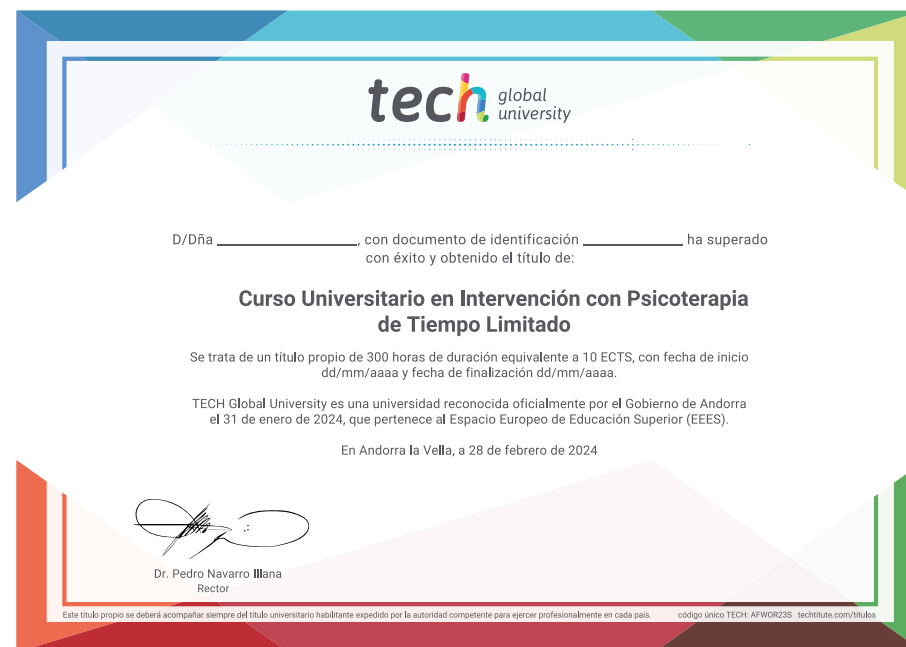 tech global university
D/Dña ____________, con documento de identificación ____________ ha superado
con éxito y obtenido el título de:
Curso Universitario en Intervención con Psicoterapia
de Tiempo Limitado
Se trata de un título propio de 300 horas de duración equivalente a 10 ECTS, con fecha de inicio
dd/mm/aaaa y fecha de finalización dd/mm/aaaa.
TECH Global University es una universidad reconocida oficialmente por el Gobierno de Andorra
el 31 de enero de 2024, que pertenece al Espacio Europeo de Educación Superior (EEES).
En Andorra la Vella, a 28 de febrero de 2024
Dr. Pedro Navarro Illana
Rector
Este título propio se deberá acompañar siempre del título universitario habilitante expedido por la autoridad competente para ejercer profesionalmente en cada país. código único TECH: AFWOR23S techtitute.com/titulos